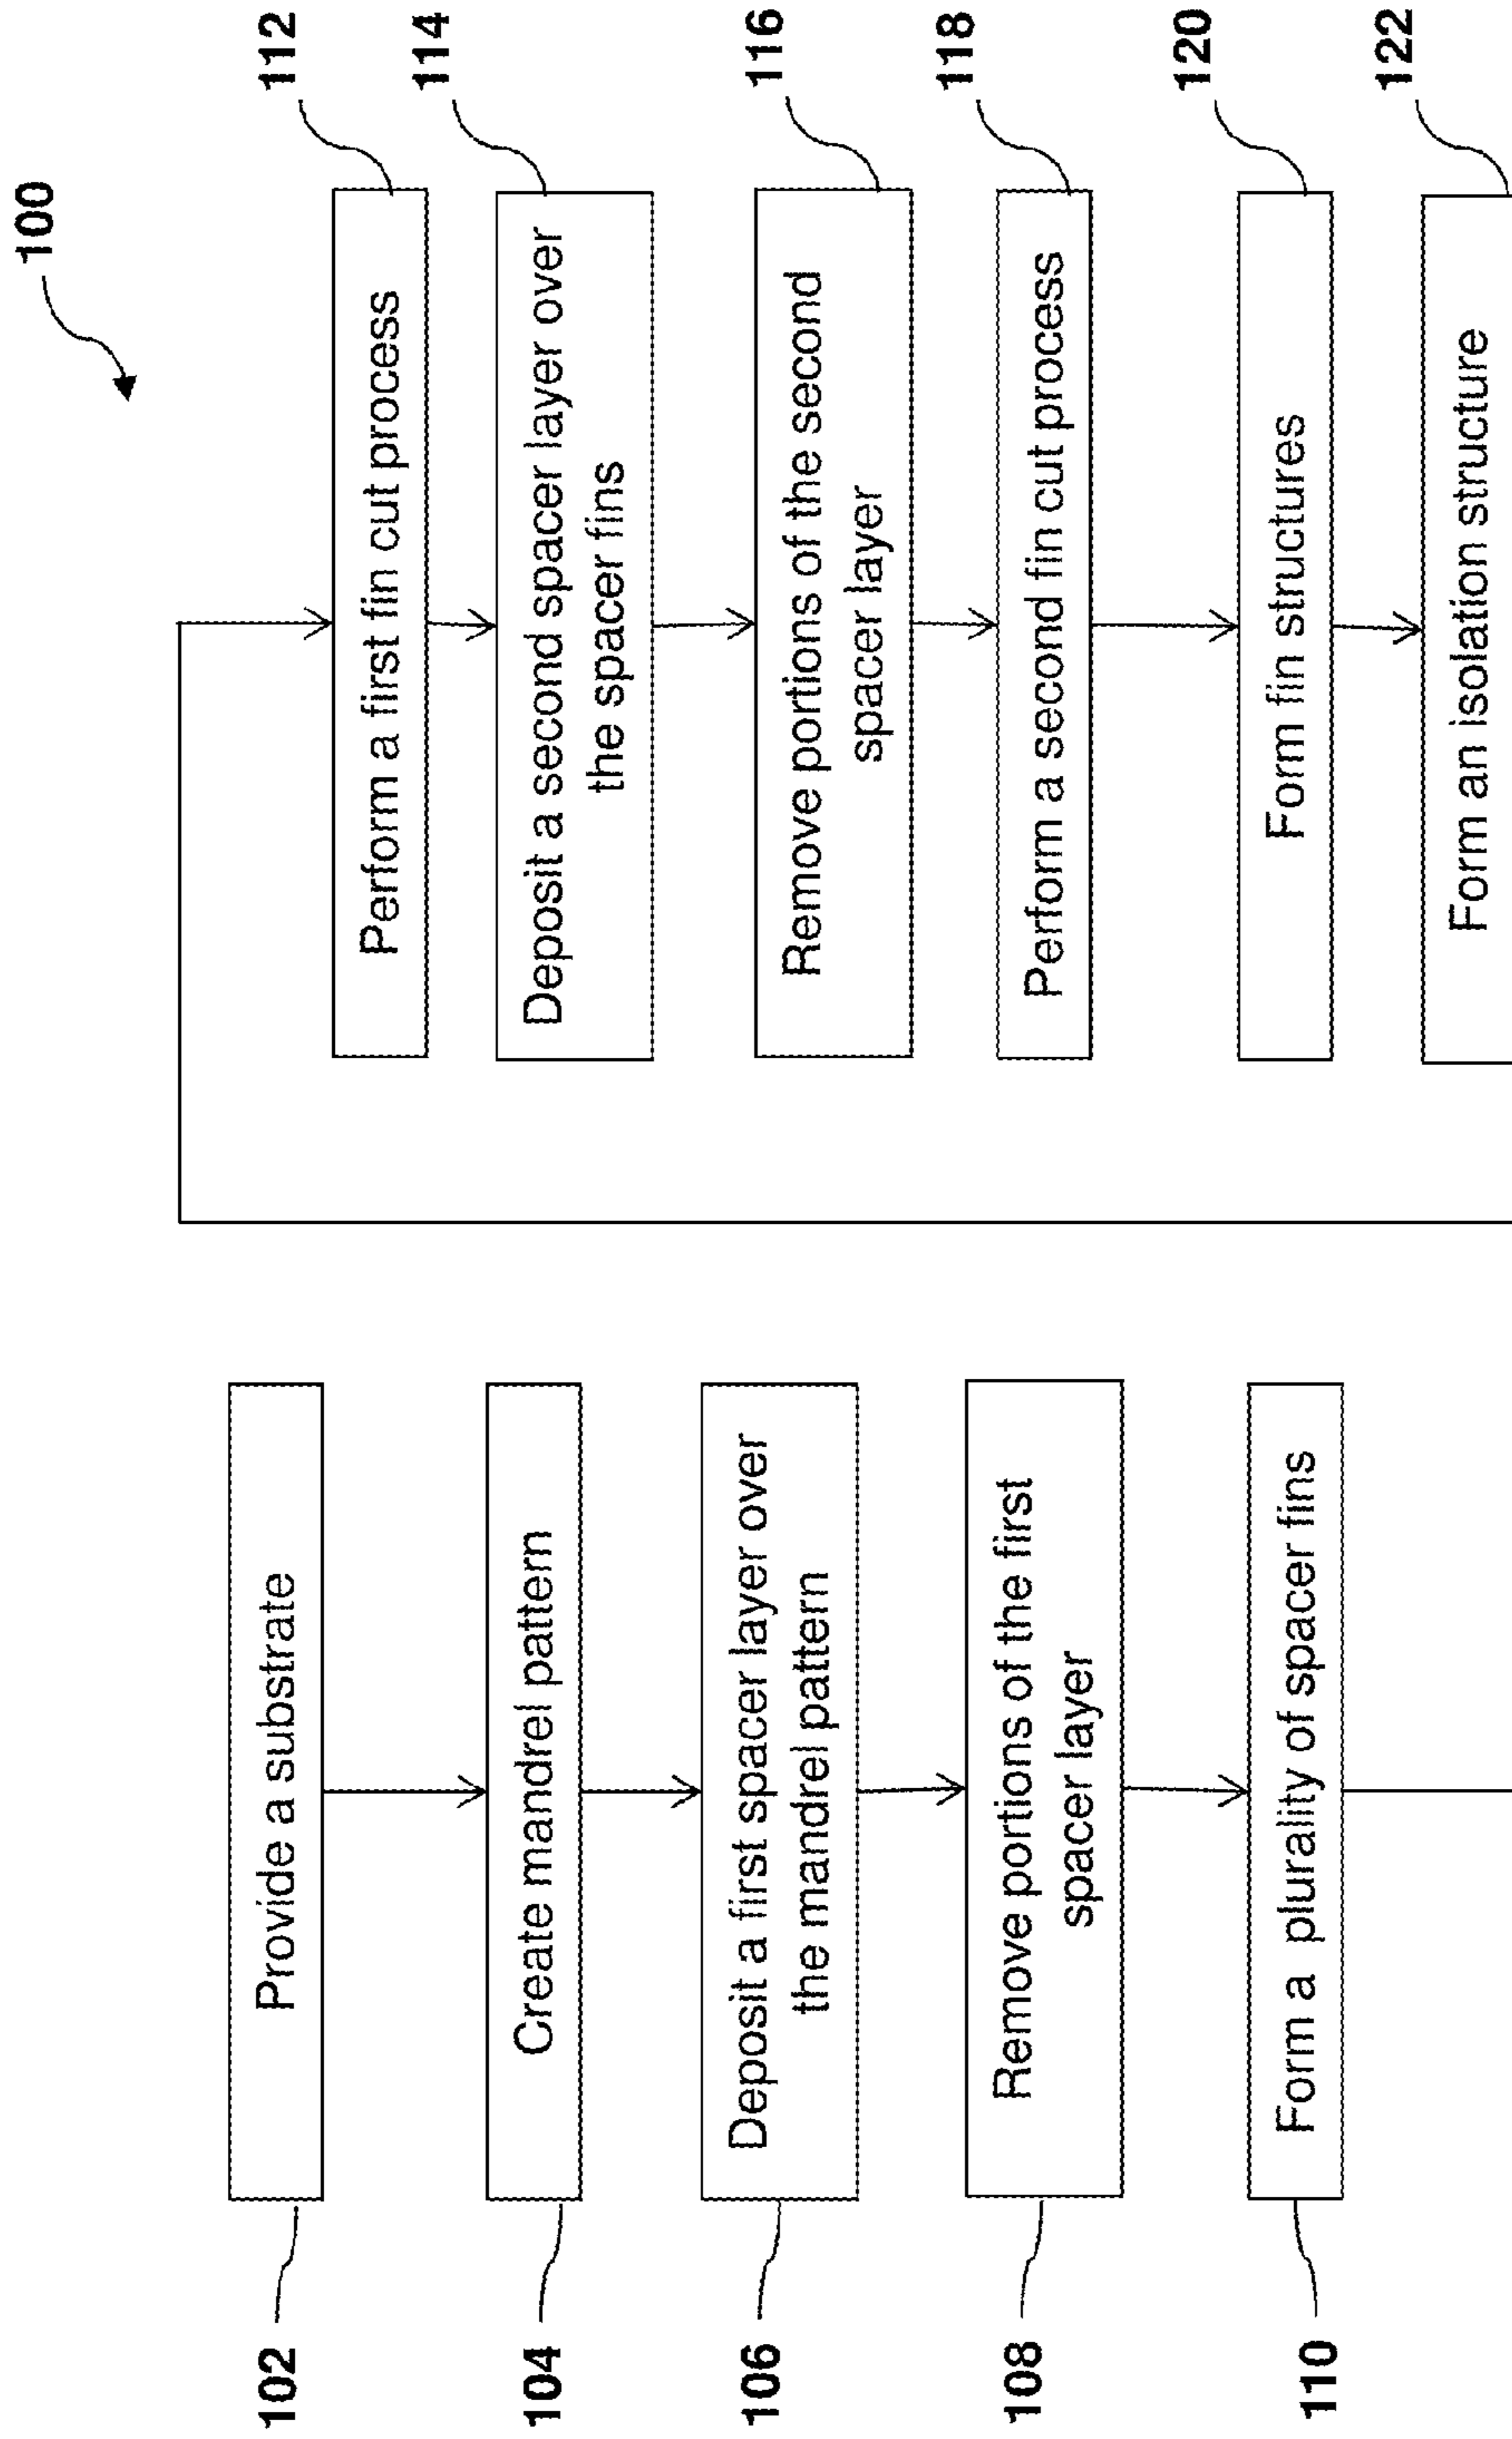 100
102
Provide a substrate
104
Create mandrel pattern
106
Deposit a first spacer layer over
the mandrel pattern
108
Remove portions of the first
spacer layer
110
Form a plurality of spacer fins
112
Perform a first fin cut process
114
Deposit a second spacer layer over
the spacer fins
116
Remove portions of the second
spacer layer
118
Perform a second fin cut process
120
Form fin structures
122
Form an isolation structure